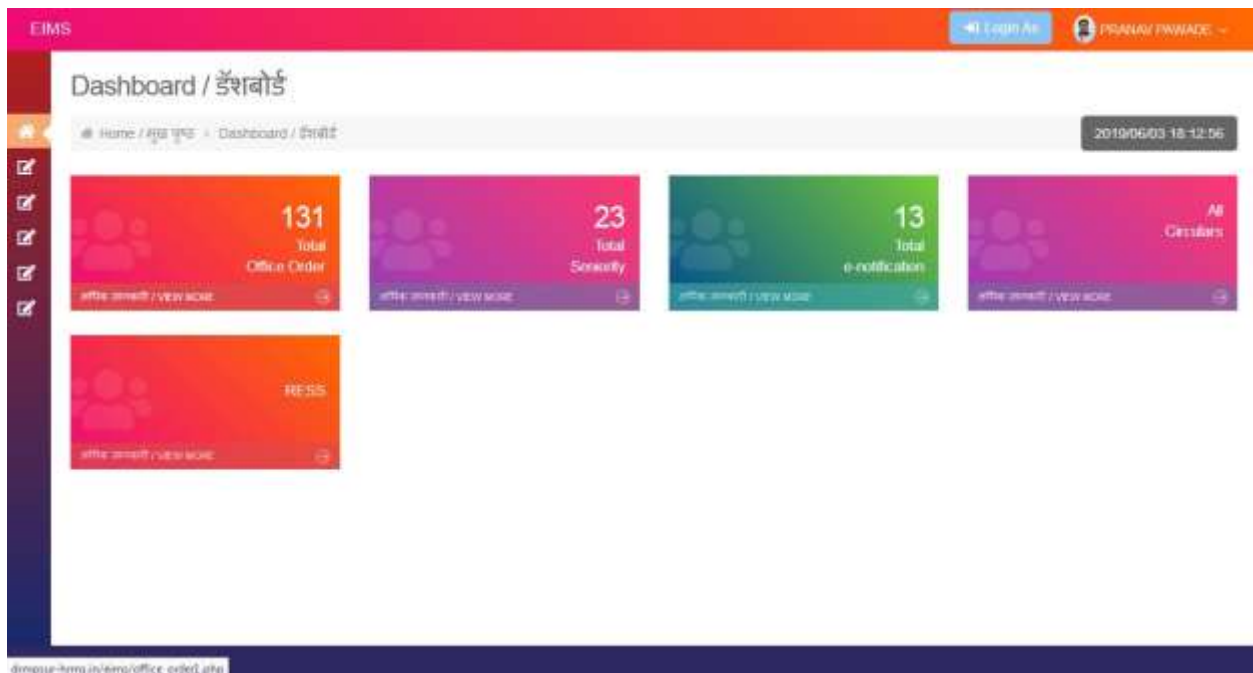 EIMS
Login As
PRANAV PAWADE
Dashboard / डॅशबोर्ड
Home / मुख पृष्ठ Dashboard / डॅशबोर्ड
2019/06/03 18:12:56
131
Total
Office Order
VIEW MORE
23
Total
Seniority
VIEW MORE
13
Total
e-notification
VIEW MORE
All
Circulars
VIEW MORE
RESS
VIEW MORE